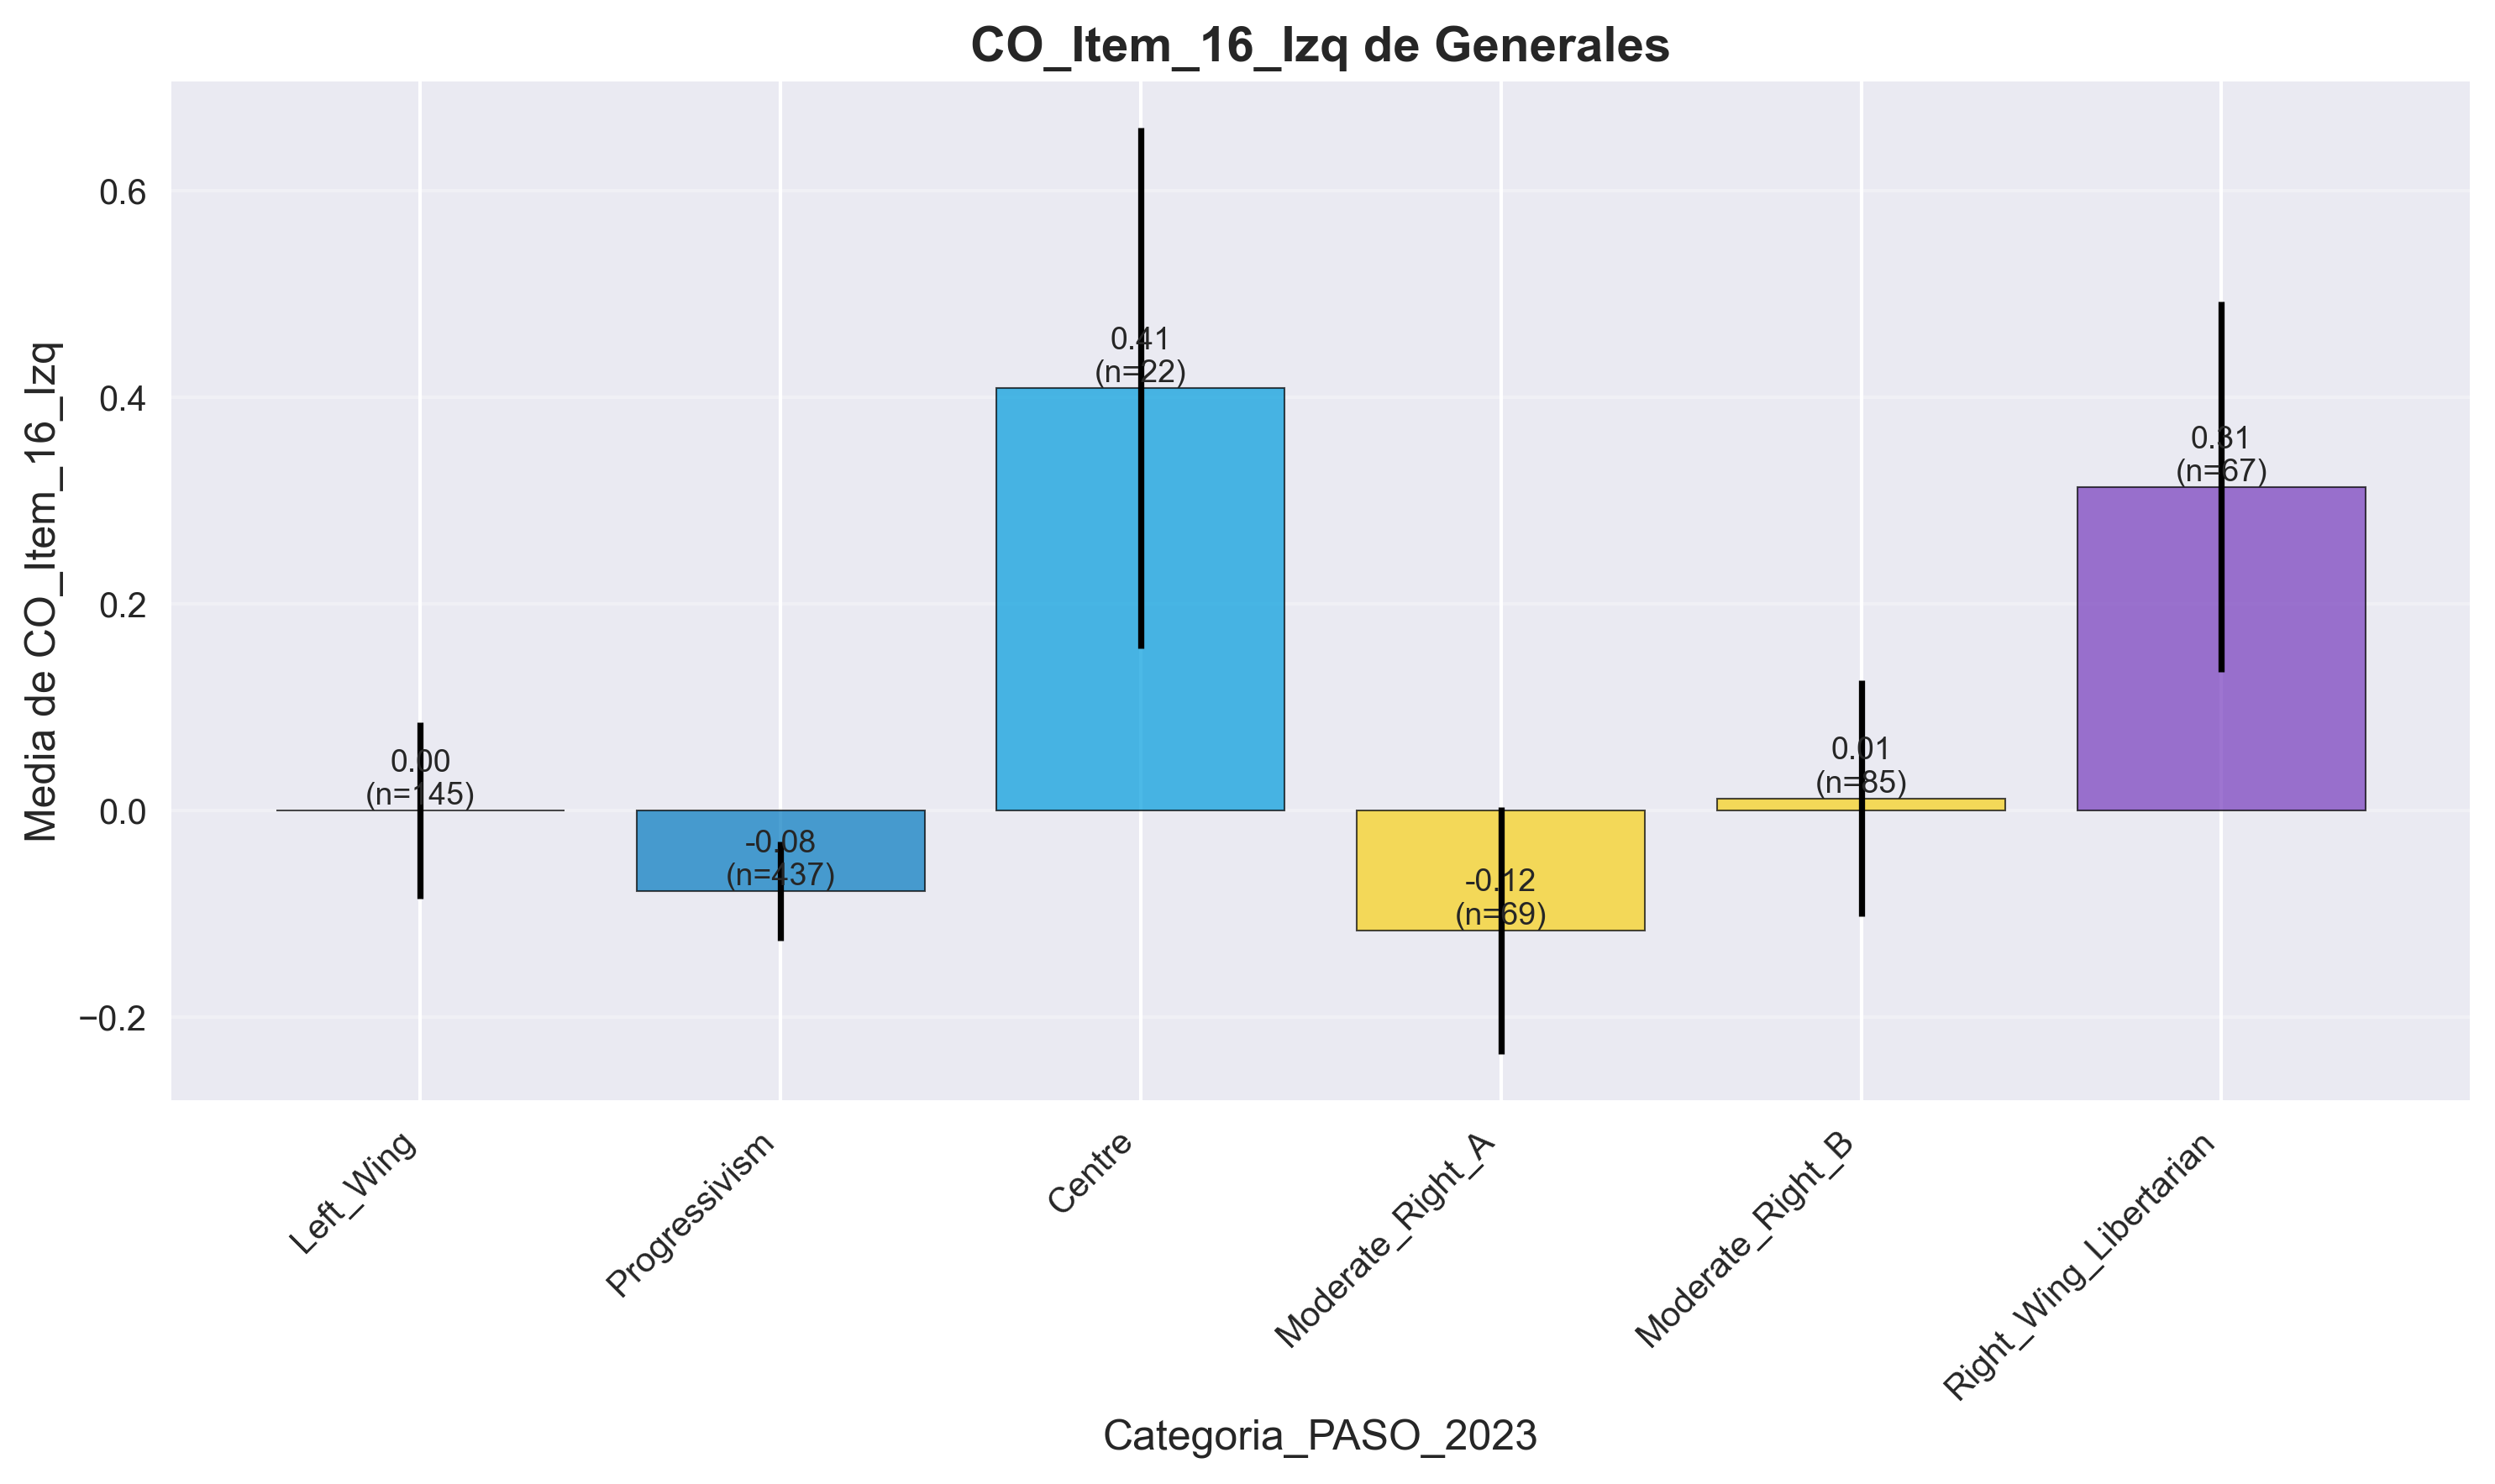 CO_Item_16_Izq de Generales
Media de CO_Item_16_Izq
0.6
0.4
0.2
0.0
−0.2
0.00
(n=145)
-0.08
(n=437)
0.41
(n=22)
-0.12
(n=69)
0.01
(n=85)
0.31
(n=67)
Left_Wing
Progressivism
Centre
Moderate_Right_A
Moderate_Right_B
Right_Wing_Libertarian
Categoria_PASO_2023